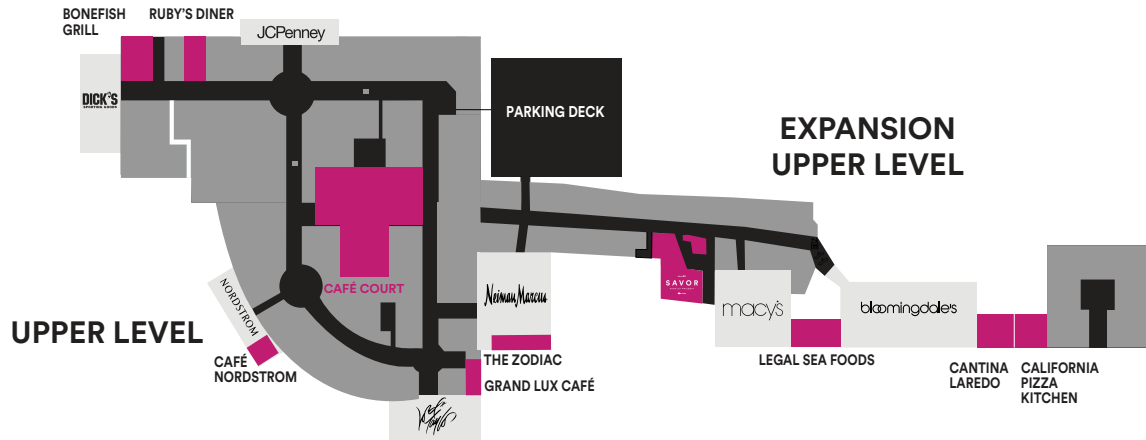 BONEFISH
GRILL
RUBY'S DINER
JCPenney
DICK'S
SPORTING GOODS
PARKING DECK
EXPANSION
UPPER LEVEL
NORDSTROM
CAFÉ COURT
Neiman Marcus
SAVOR
macy's
bloomingdale's
UPPER LEVEL
CAFÉ
NORDSTROM
THE ZODIAC
GRAND LUX CAFÉ
LEGAL SEA FOODS
CANTINA
LAREDO
CALIFORNIA
PIZZA
KITCHEN
Lord & Taylor